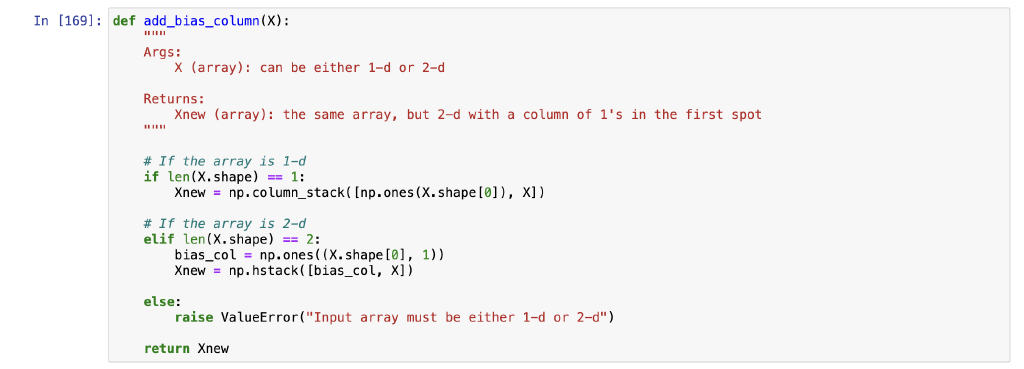 In [169]: def add_bias_column(X):
"""
Args:
X (array): can be either 1-d or 2-d
Returns:
Xnew (array): the same array, but 2-d with a column of 1's in the first spot
"""
# If the array is 1-d
if len(X.shape) == 1:
Xnew = np.column_stack([np.ones(X.shape[0]), X])
# If the array is 2-d
elif len(X.shape) == 2:
bias_col = np.ones((X.shape[0], 1))
Xnew = np.hstack([bias_col, X])
else:
raise ValueError("Input array must be either 1-d or 2-d")
return Xnew